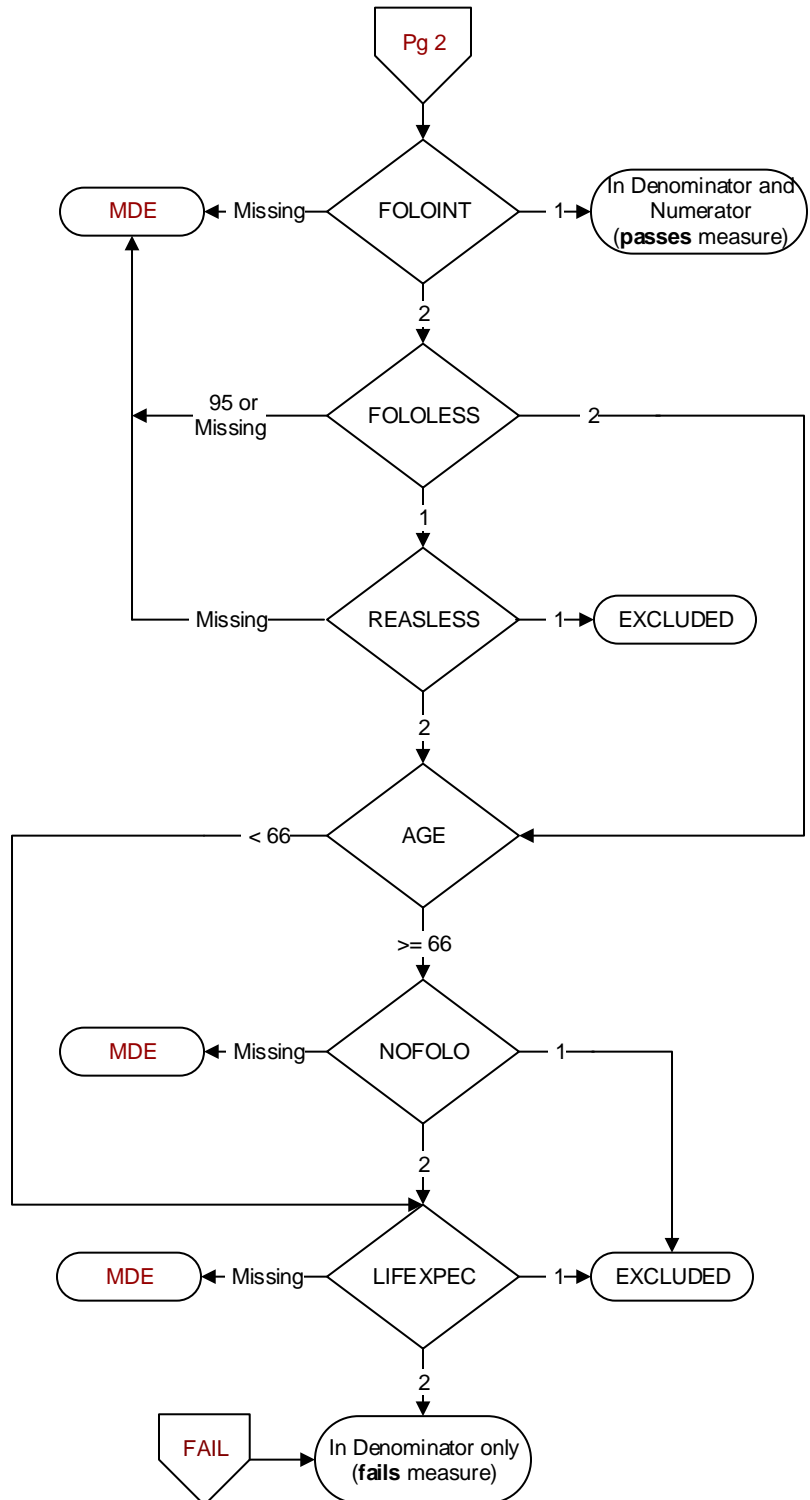 Pg 2
MDE
Missing
FOLOINT
1
In Denominator and
Numerator
(passes measure)
2
95 or
Missing
FOLOLESS
2
1
Missing
REASLESS
1
EXCLUDED
2
< 66
AGE
>= 66
MDE
Missing
NOFOLO
1
2
MDE
Missing
LIFEXPEC
1
EXCLUDED
2
FAIL
In Denominator only
(fails measure)